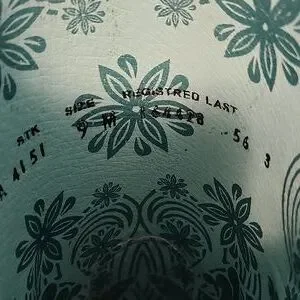 STK SIZE REGISTRED LAST
A 4151 9 M 56 3